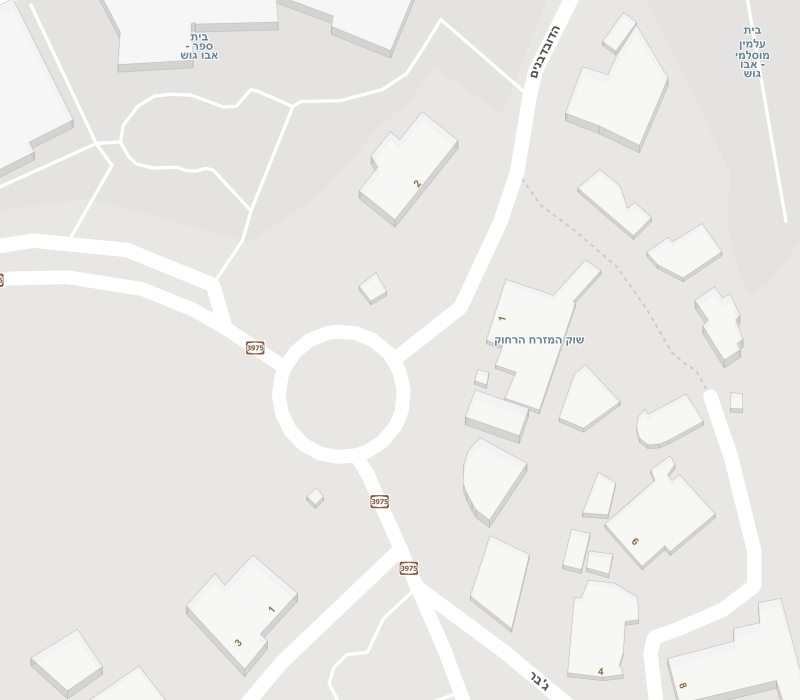 בית
ספר -
אבו גוש
הדובדבנים
בית
עלמין
מוסלמי
- אבו
גוש
2
1
שוק המזרח הרחוק
3975
3975
6
3975
1
3
4
ג'בר
8